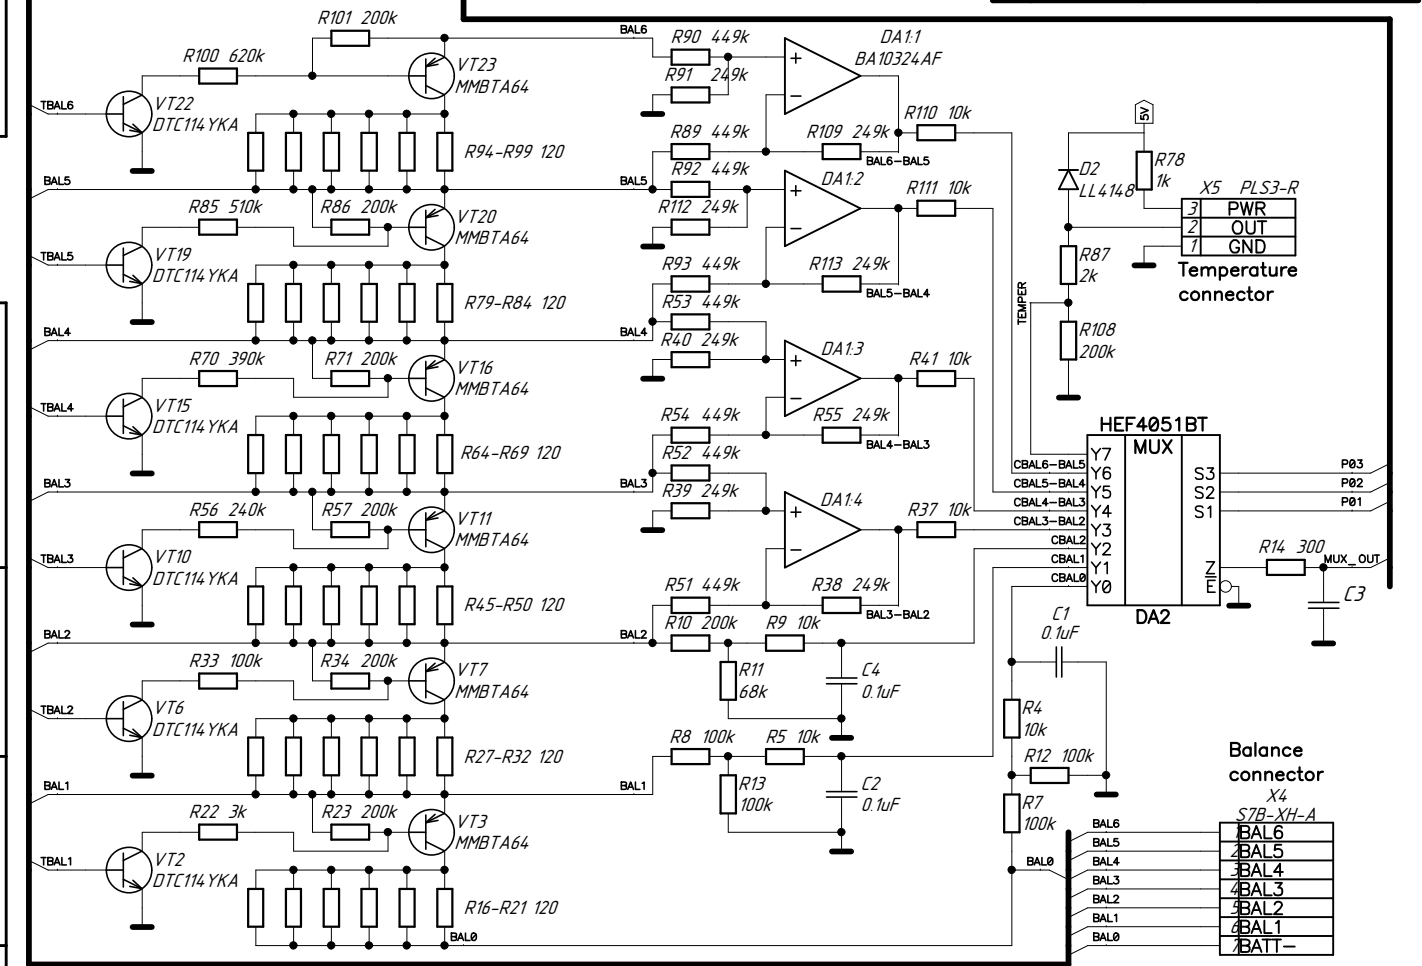 R101 200k
BAL6
R90 449k
DA1:1
BA10324AF
R100 620k
VT23
MMBTA64
R91 249k
TBAL6
VT22
DTC114YKA
R110 10k
5V
R94-R99 120
R89 449k
R109 249k
BAL6-BAL5
D2
LL4148
R78
1k
X5 PLS3-R
3 PWR
2 OUT
1 GND
Temperature
connector
BAL5
BAL5
R92 449k
DA1:2
R111 10k
R85 510k
R86 200k
VT20
MMBTA64
R112 249k
TBAL5
VT19
DTC114YKA
R87
2k
R93 449k
R113 249k
BAL5-BAL4
R79-R84 120
R53 449k
TEMPER
BAL4
BAL4
R40 249k
DA1:3
R41 10k
R108
200k
R70 390k
R71 200k
VT16
MMBTA64
TBAL4
VT15
DTC114YKA
R54 449k
R55 249k
BAL4-BAL3
R64-R69 120
R52 449k
HEF4051BT
MUX
Y7
Y6
Y5
Y4
Y3
Y2
Y1
Y0
S3
S2
S1
Z
E
DA2
CBAL6-BAL5
CBAL5-BAL4
CBAL4-BAL3
CBAL3-BAL2
CBAL2
CBAL1
CBAL0
P03
P02
P01
R14 300
MUX_OUT
C3
BAL3
BAL3
R39 249k
DA1:4
R37 10k
R56 240k
R57 200k
VT11
MMBTA64
TBAL3
VT10
DTC114YKA
R51 449k
R38 249k
BAL3-BAL2
R45-R50 120
BAL2
BAL2
R10 200k
R9 10k
C1
0.1uF
R33 100k
R34 200k
VT7
MMBTA64
R11
68k
C4
0.1uF
TBAL2
VT6
DTC114YKA
R4
10k
R27-R32 120
R8 100k
R5 10k
R12 100k
BAL1
BAL1
R13
100k
C2
0.1uF
R7
100k
R22 3k
R23 200k
VT3
MMBTA64
TBAL1
VT2
DTC114YKA
R16-R21 120
BAL0
BAL0
Balance
connector
X4
S7B-XH-A
BAL6
1 BAL6
BAL5
2 BAL5
BAL4
3 BAL4
BAL3
4 BAL3
BAL2
5 BAL2
BAL1
6 BAL1
BAL0
7 BATT-